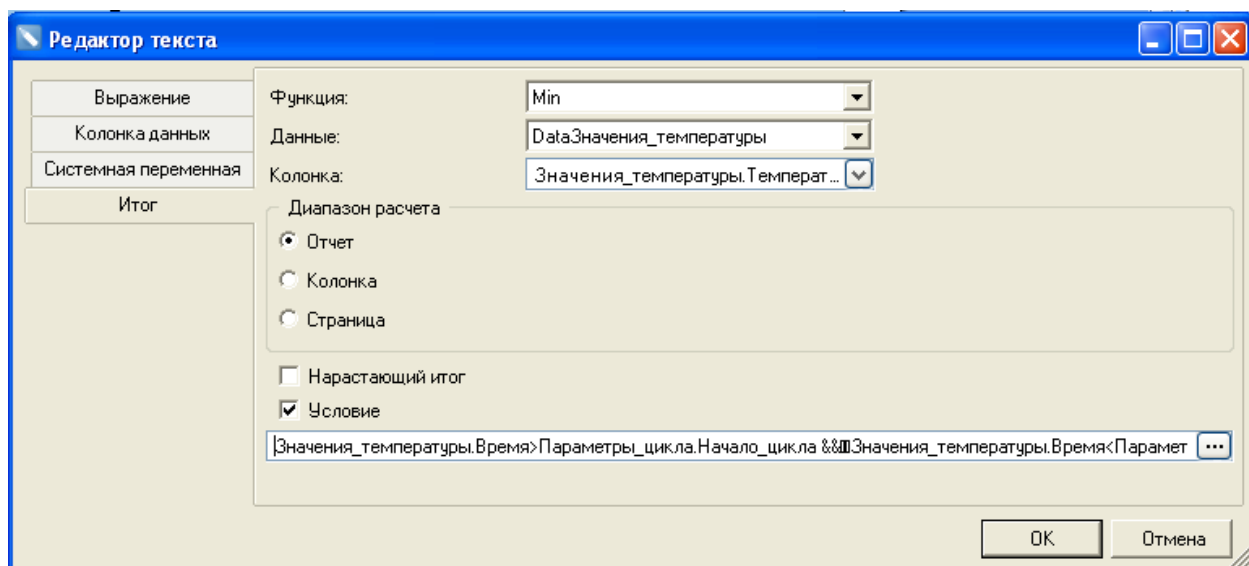 Редактор текста
Выражение
Колонка данных
Системная переменная
Итог
Функция:
Min
Данные:
DataЗначения_температуры
Колонка:
Значения_температуры.Температ...
Диапазон расчета
Отчет
Колонка
Страница
Нарастающий итог
Условие
Значения_температуры.Время>Параметры_цикла.Начало_цикла && Значения_температуры.Время<Парамет
...
OK
Отмена